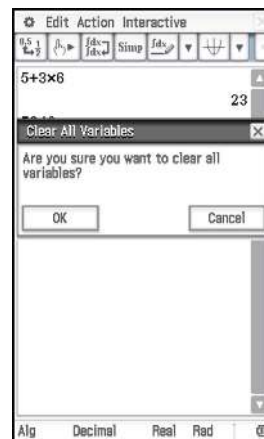 Edit Action Interactive
Simp
5+3×6
23
Clear All Variables
Are you sure you want to clear all
variables?
OK Cancel
Alg Decimal Real Rad